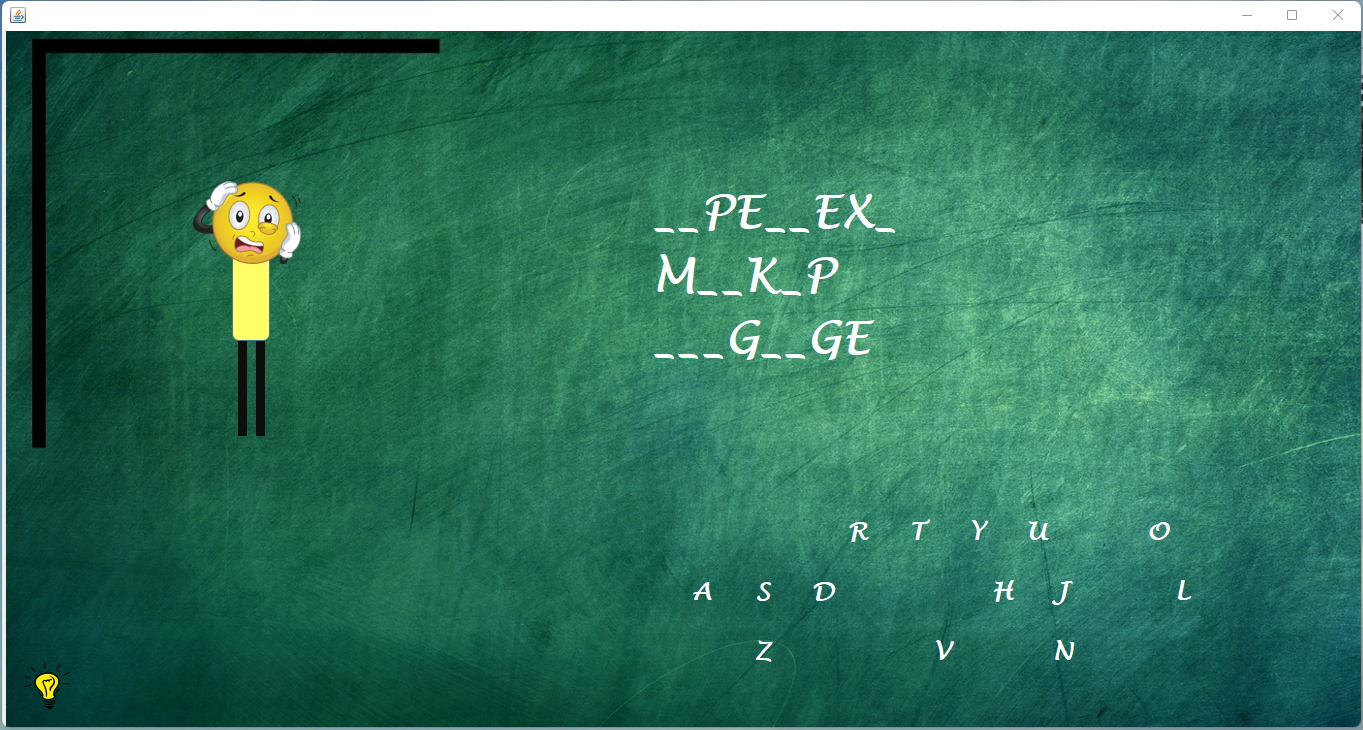 __PE__EX_
M__K_P
___G__GE
R T Y U O
A S D H J L
Z V N